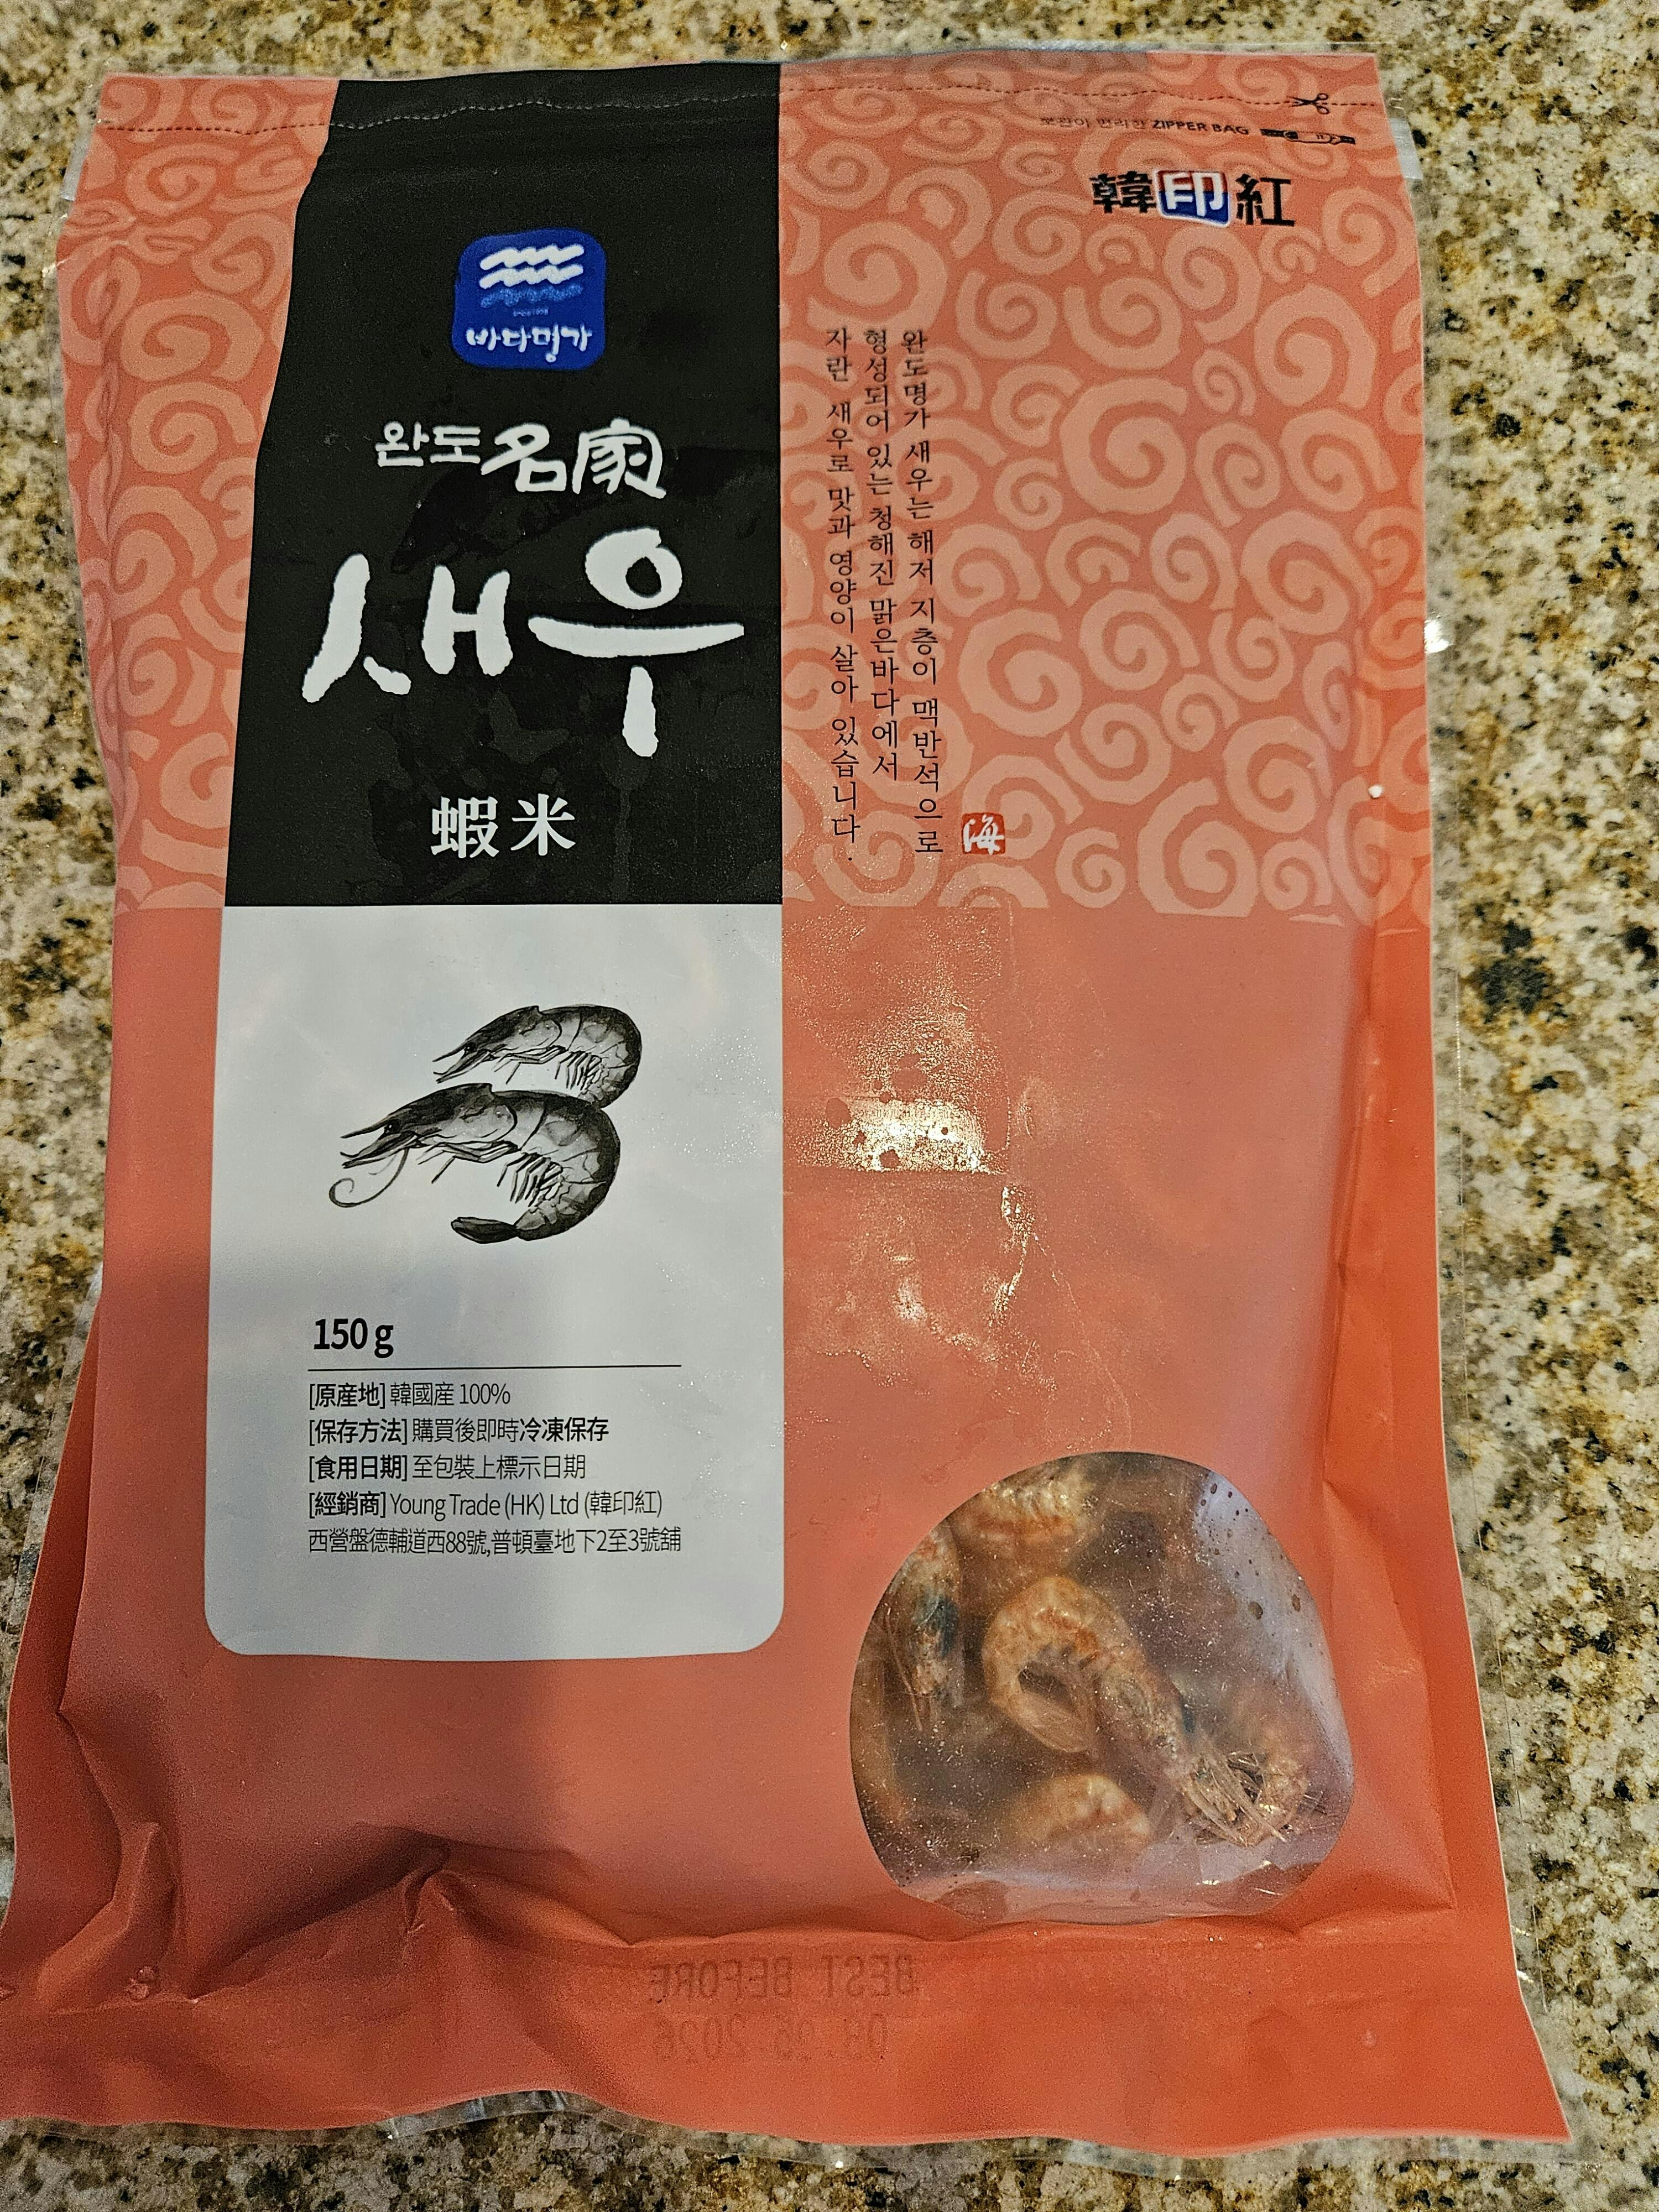 보관이 편리한 ZIPPER BAG
韓印紅
바다명가
완도名家
새우
蝦米
완도명가 새우는 해저 지층이 맥반석으로
형성되어 있는 청해진 맑은바다에서
자란 새우로 맛과 영양이 살아 있습니다.
海
150g
[原産地] 韓國産 100%
[保存方法] 購買後即時冷凍保存
[食用日期] 至包裝上標示日期
[經銷商] Young Trade (HK) Ltd (韓印紅)
西營盤德輔道西88號,普頓臺地下2至3號舖
BEST BEFORE
2026